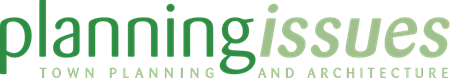 planningissues
TOWN PLANNING AND ARCHITECTURE